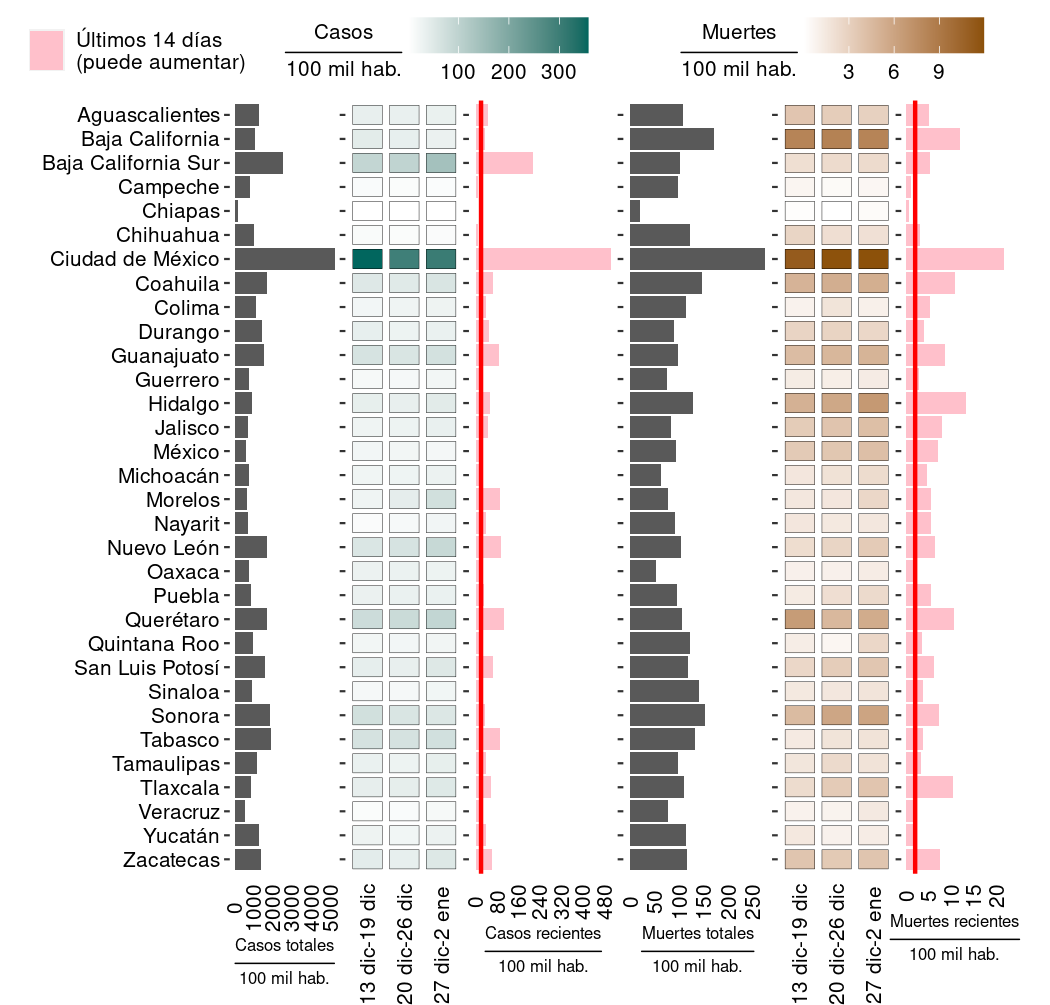 Últimos 14 días
(puede aumentar)
Casos
100 mil hab.
100 200 300
Muertes
100 mil hab.
3 6 9
Aguascalientes
Baja California
Baja California Sur
Campeche
Chiapas
Chihuahua
Ciudad de México
Coahuila
Colima
Durango
Guanajuato
Guerrero
Hidalgo
Jalisco
México
Michoacán
Morelos
Nayarit
Nuevo León
Oaxaca
Puebla
Querétaro
Quintana Roo
San Luis Potosí
Sinaloa
Sonora
Tabasco
Tamaulipas
Tlaxcala
Veracruz
Yucatán
Zacatecas
0 1000 2000 3000 4000 5000
Casos totales
100 mil hab.
13 dic-19 dic
20 dic-26 dic
27 dic-2 ene
0 80 160 240 320 400 480
Casos recientes
100 mil hab.
0 50 100 150 200 250
Muertes totales
100 mil hab.
13 dic-19 dic
20 dic-26 dic
27 dic-2 ene
0 5 10 15 20
Muertes recientes
100 mil hab.